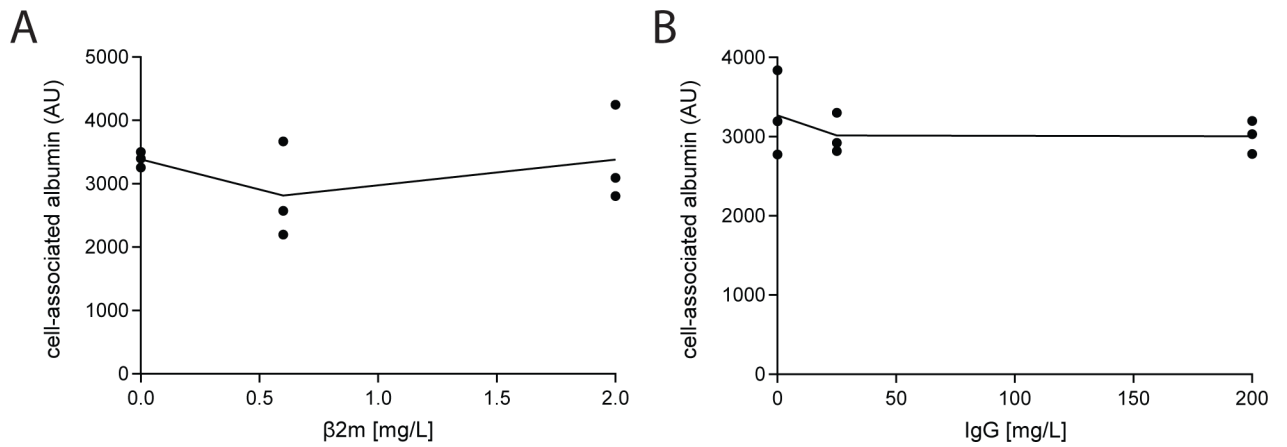 A
cell-associated albumin (AU)
5000
4000
3000
2000
1000
0
0.0 0.5 1.0 1.5 2.0
β2m [mg/L]
B
cell-associated albumin (AU)
4000
3000
2000
1000
0
0 50 100 150 200
IgG [mg/L]